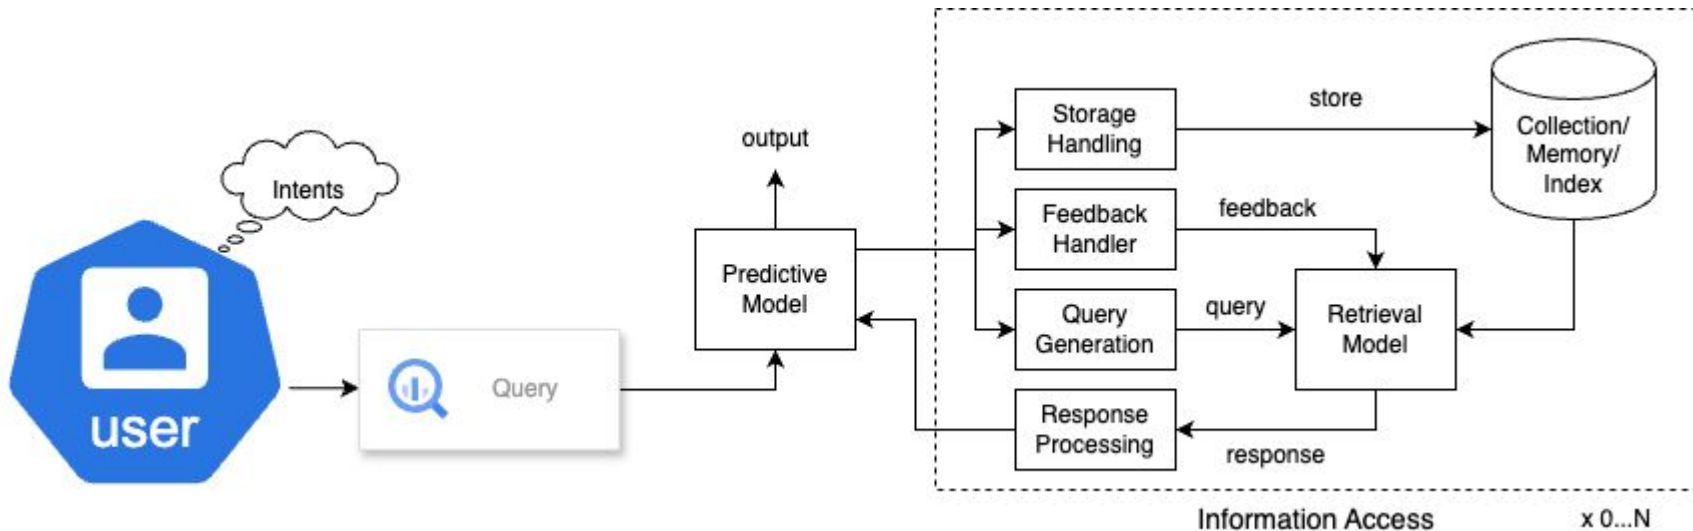 Intents
user
Query
output
Predictive
Model
Storage
Handling
store
Collection/
Memory/
Index
Feedback
Handler
feedback
Query
Generation
query
Retrieval
Model
Response
Processing
response
Information Access
x 0...N